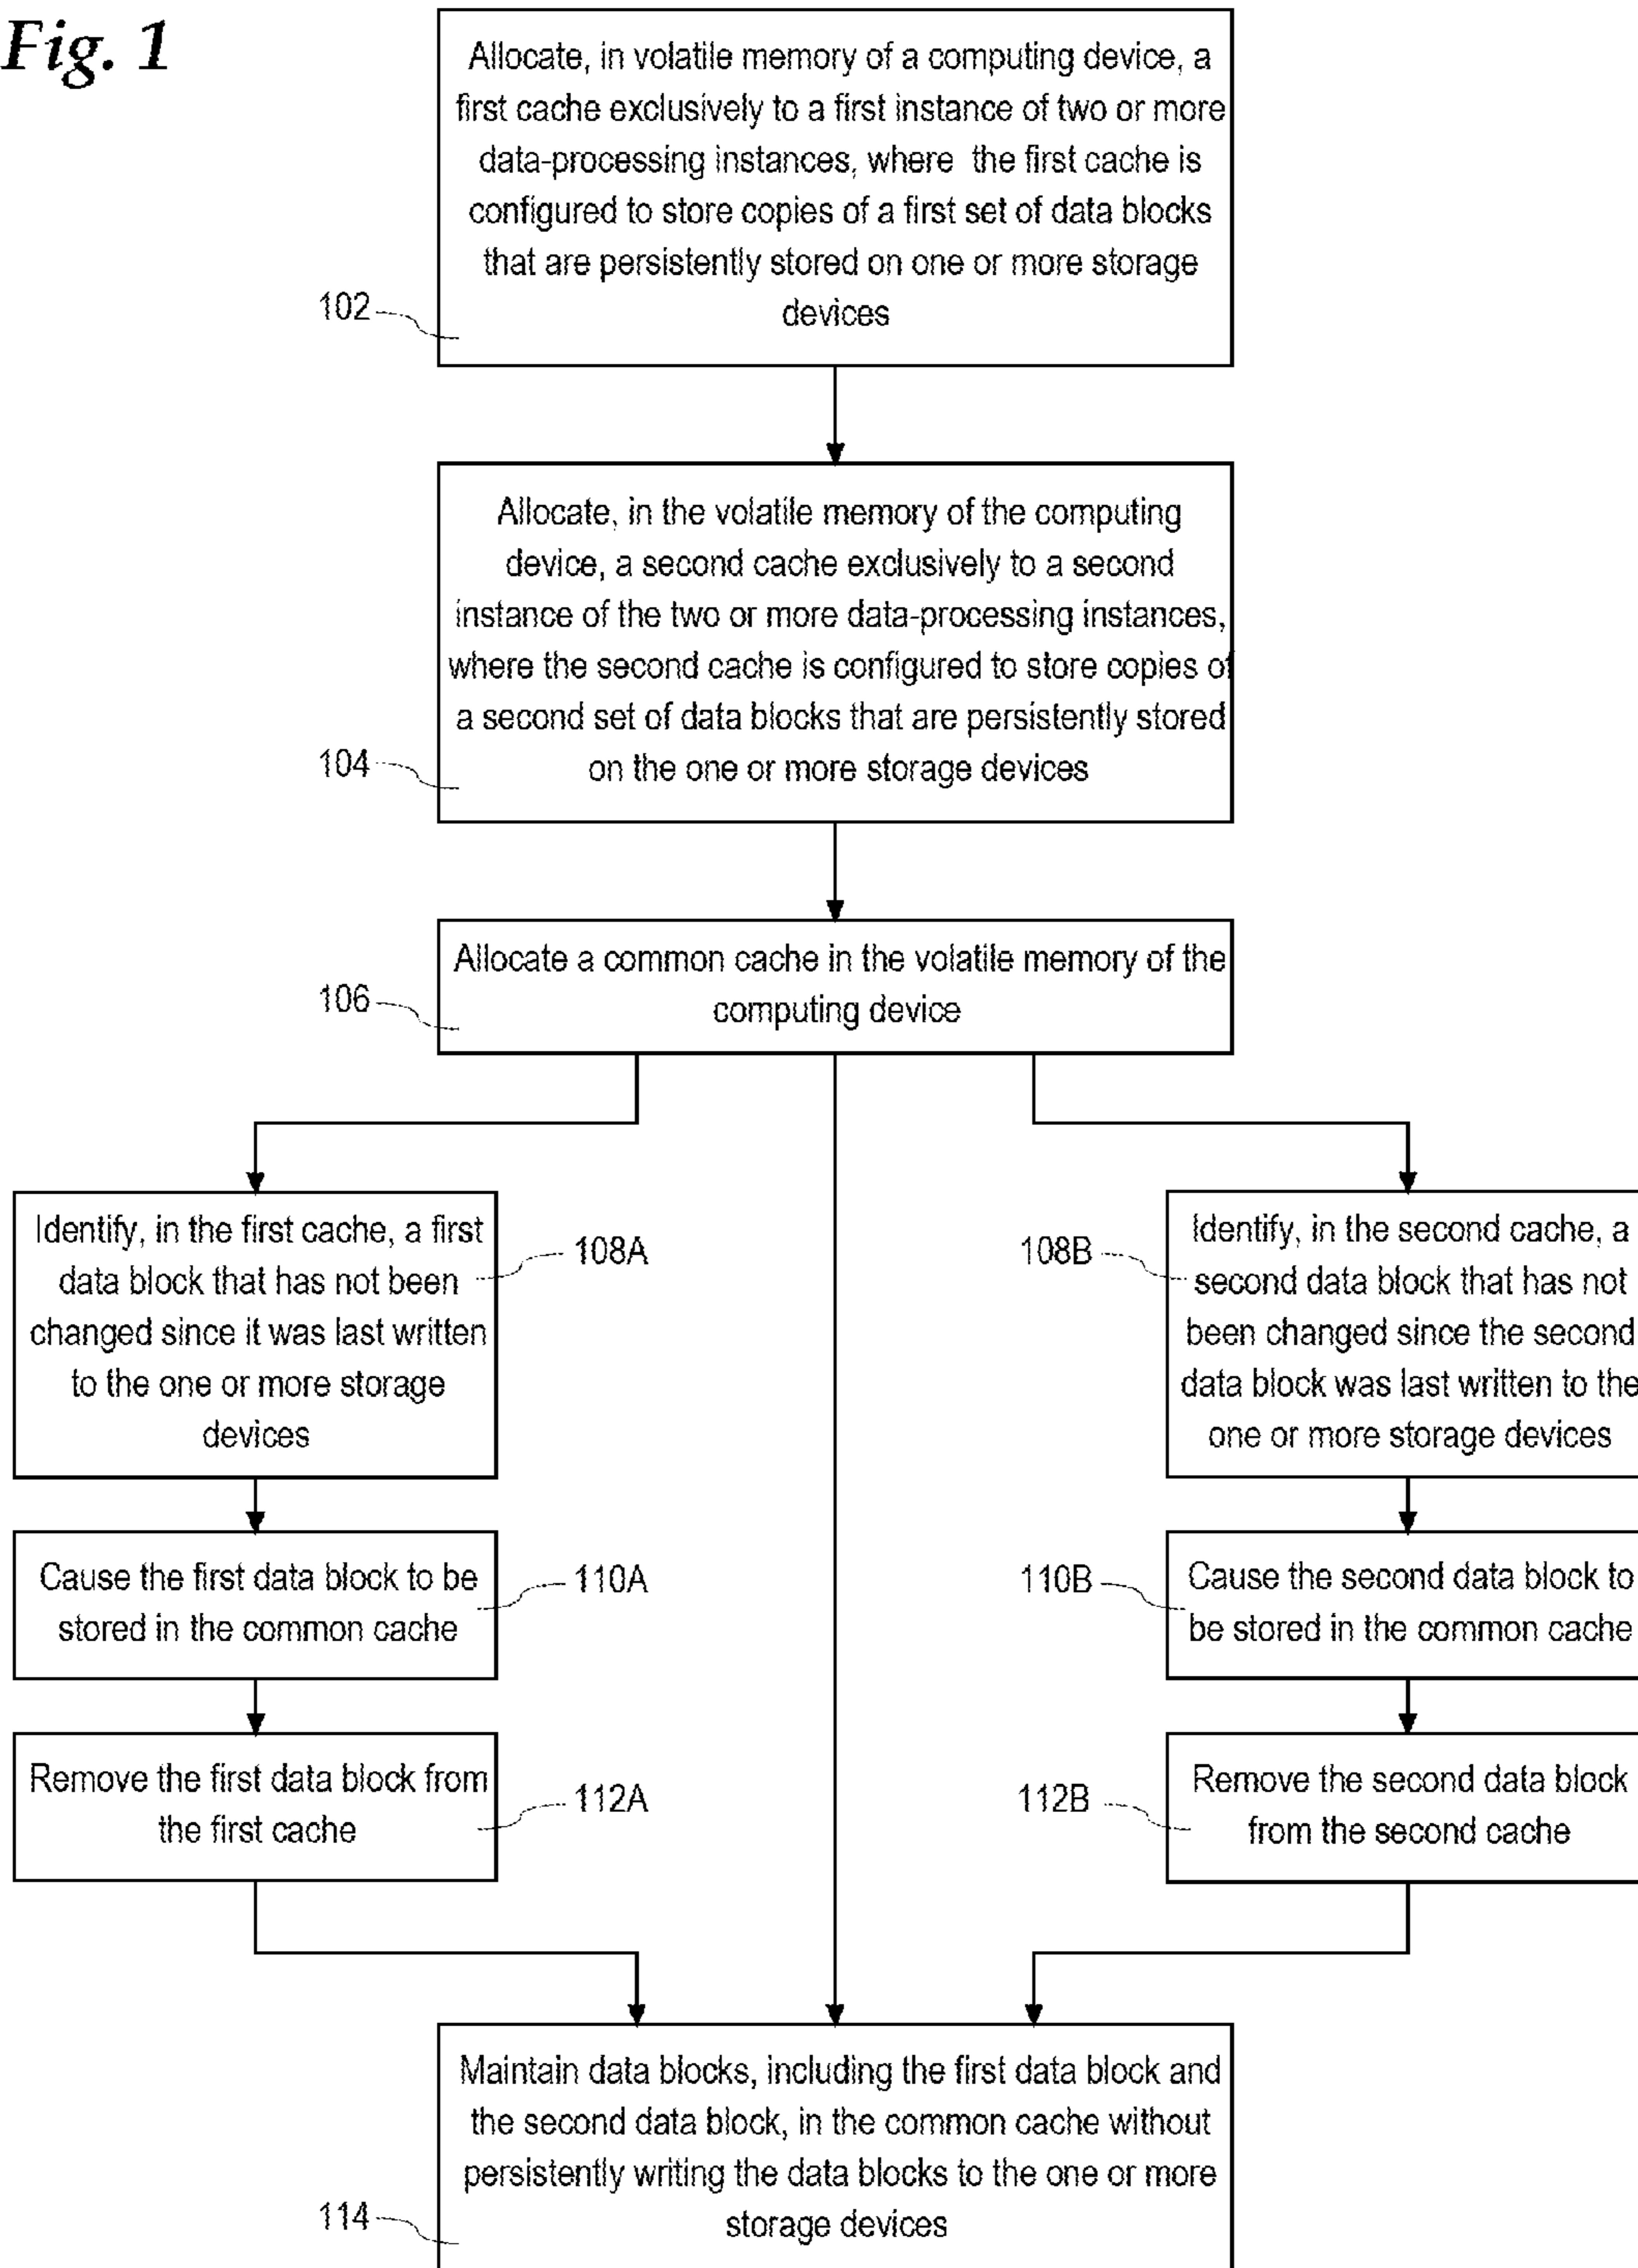 Fig. 1
Allocate, in volatile memory of a computing device, a
first cache exclusively to a first instance of two or more
data-processing instances, where the first cache is
configured to store copies of a first set of data blocks
that are persistently stored on one or more storage
devices
102
Allocate, in the volatile memory of the computing
device, a second cache exclusively to a second
instance of the two or more data-processing instances,
where the second cache is configured to store copies of
a second set of data blocks that are persistently stored
on the one or more storage devices
104
Allocate a common cache in the volatile memory of the
computing device
106
Identify, in the first cache, a first
data block that has not been
changed since it was last written
to the one or more storage
devices
108A
108B
Identify, in the second cache, a
second data block that has not
been changed since the second
data block was last written to the
one or more storage devices
Cause the first data block to be
stored in the common cache
110A
110B
Cause the second data block to
be stored in the common cache
Remove the first data block from
the first cache
112A
112B
Remove the second data block
from the second cache
Maintain data blocks, including the first data block and
the second data block, in the common cache without
persistently writing the data blocks to the one or more
storage devices
114